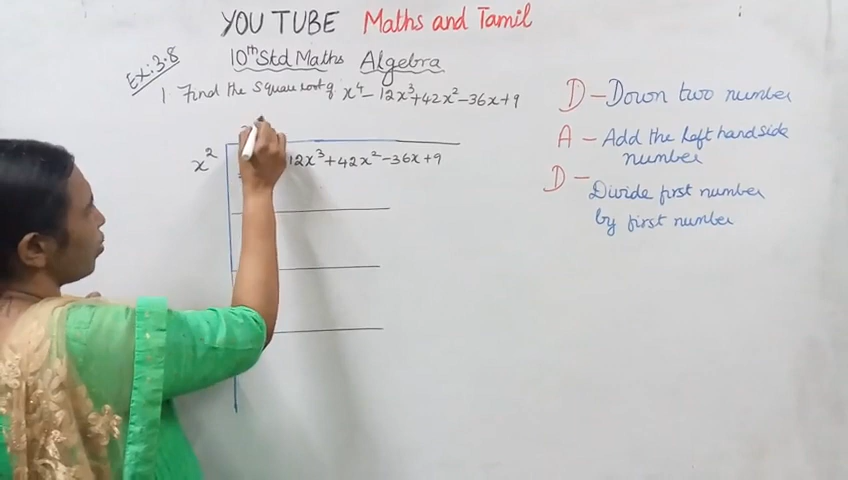 YOU TUBE Maths and Tamil
10th Std Maths Algebra
Ex:3.8
1. Find the Square root of x⁴ - 12x³ + 42x² - 36x + 9
x²
12x³ + 42x² - 36x + 9
D - Down two number
A - Add the left hand side
number
D -
Divide first number
by first number